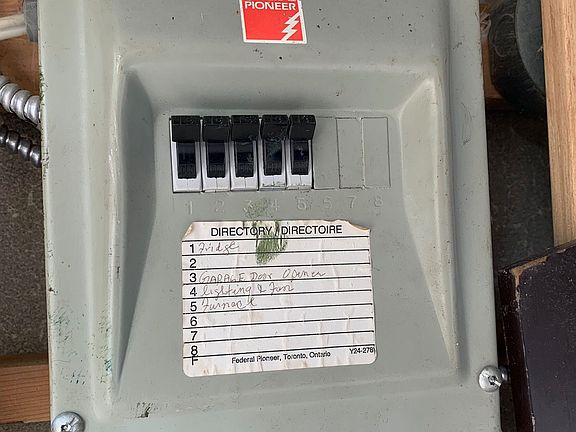 PIONEER
1 2 3 4 5 6 7 8
DIRECTORY / DIRECTOIRE
1 Fridge
2
3 GARAGE Door Opener
4 lighting & Fan
5 Furnace
6
7
8
F
Federal Pioneer, Toronto, Ontario Y24-278